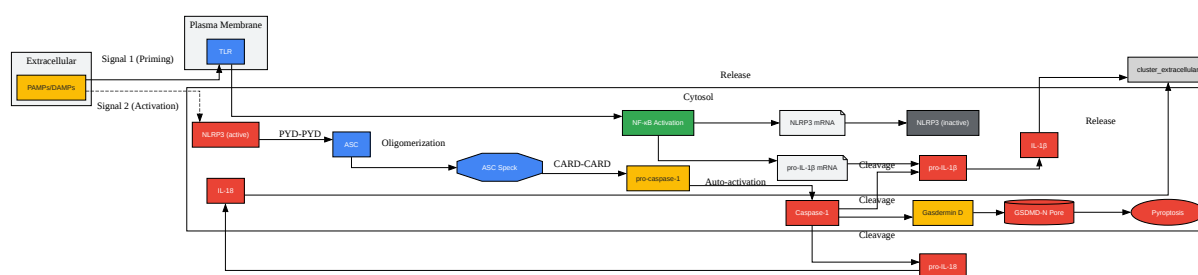 Plasma Membrane
TLR
Extracellular
PAMPs/DAMPs
Signal 1 (Priming)
Signal 2 (Activation)
Release
cluster_extracellular
Cytosol
NLRP3 (active)
PYD-PYD
ASC
Oligomerization
ASC Speck
CARD-CARD
NF-κB Activation
NLRP3 mRNA
NLRP3 (inactive)
Release
IL-1β
pro-IL-1β mRNA
Cleavage
pro-IL-1β
pro-caspase-1
Auto-activation
IL-18
Caspase-1
Cleavage
Gasdermin D
GSDMD-N Pore
Pyroptosis
Cleavage
pro-IL-18